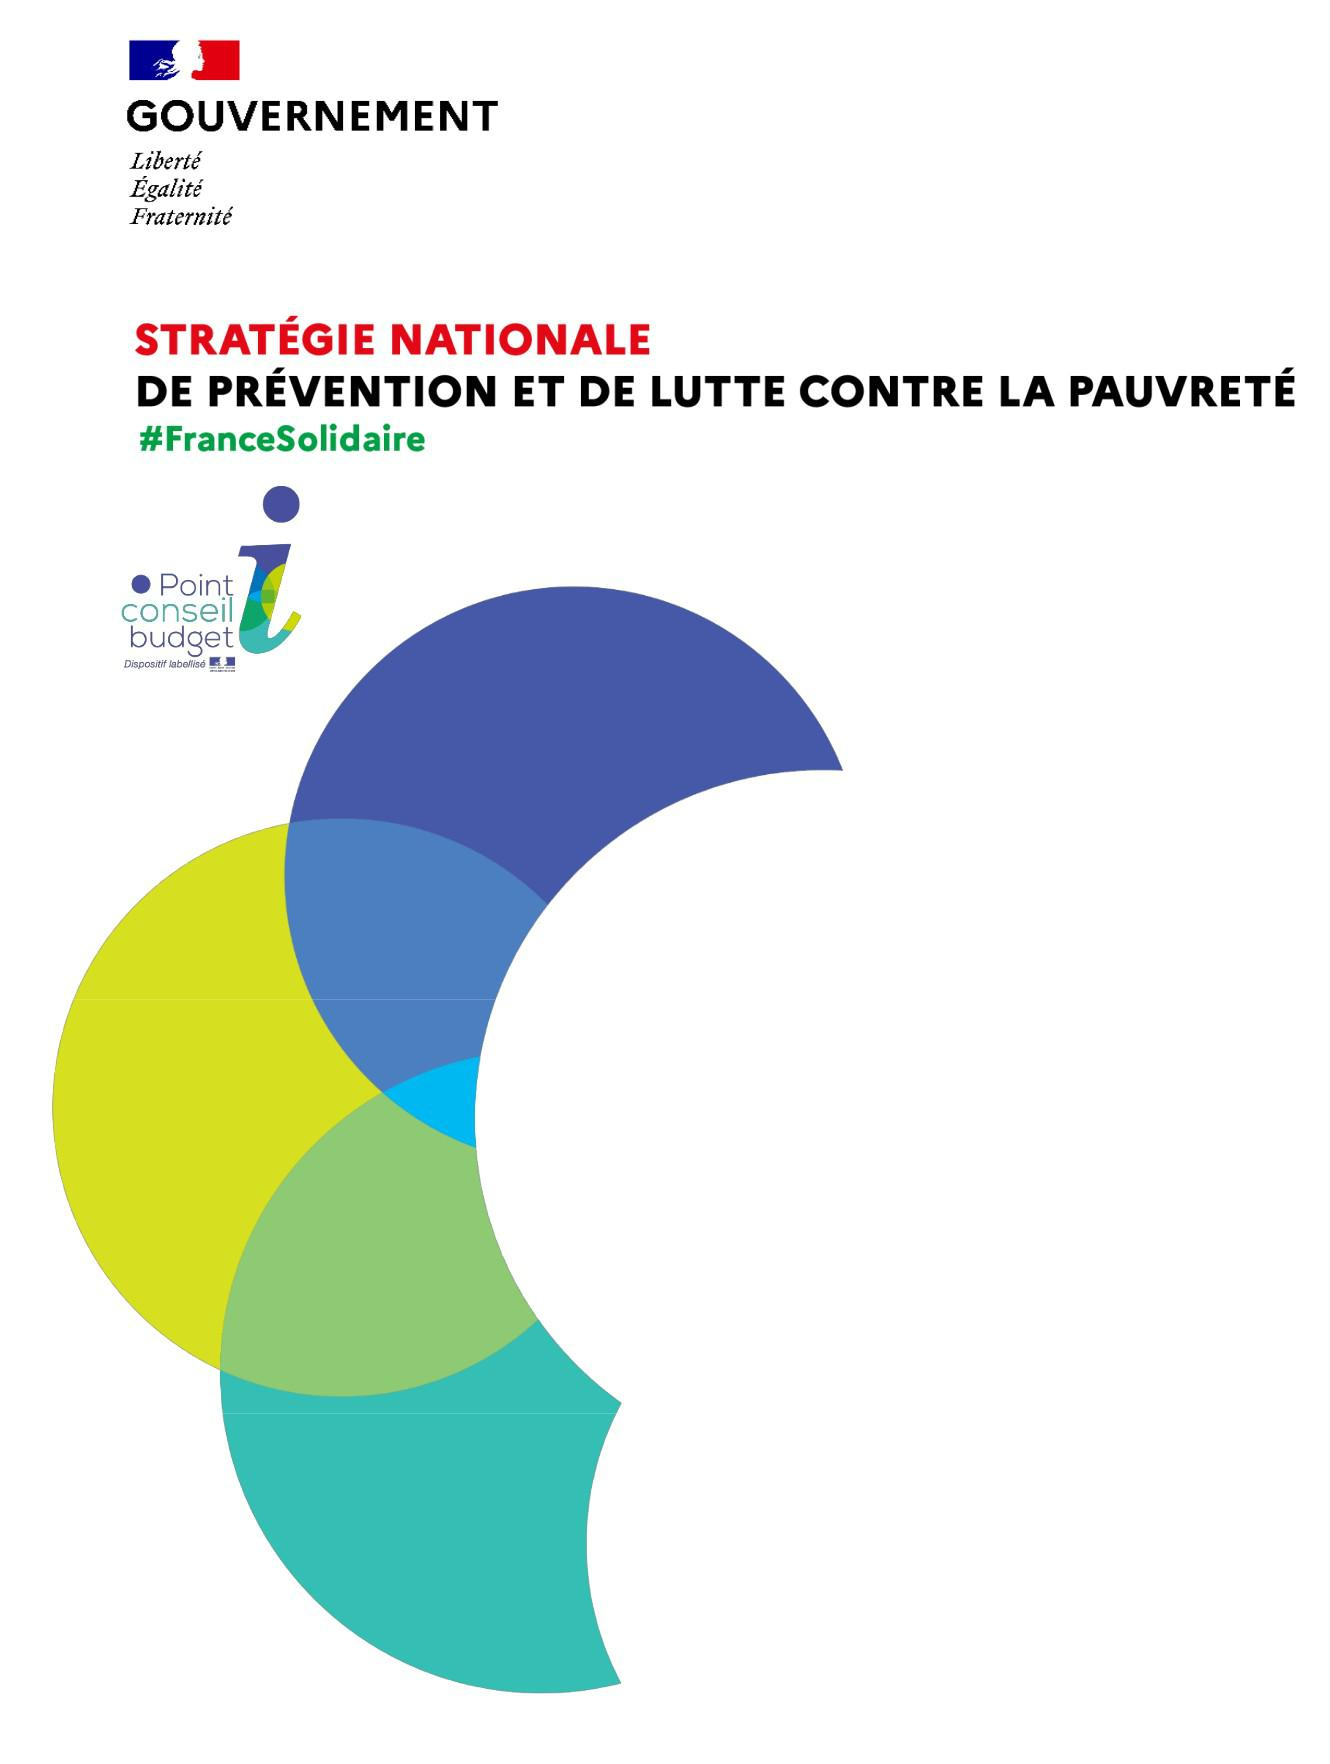 GOUVERNEMENT
Liberté
Égalité
Fraternité
STRATÉGIE NATIONALE
DE PRÉVENTION ET DE LUTTE CONTRE LA PAUVRETÉ
#FranceSolidaire
Point
conseil
budget
i
Dispositif labellisé